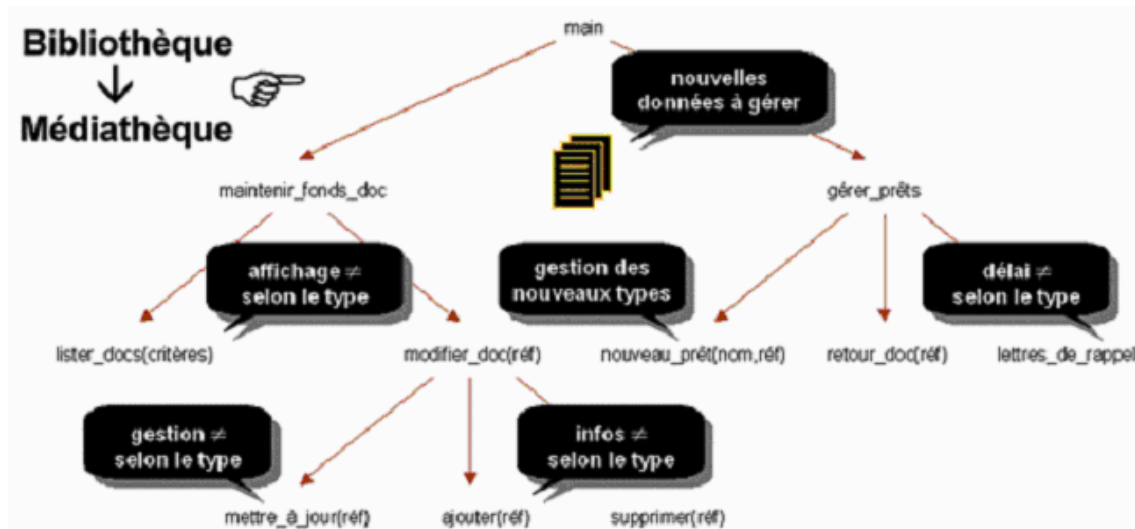 Bibliothèque
Médiathèque
main
nouvelles
données à gérer
maintenir_fonds_doc
gérer_prêts
affichage ≠
selon le type
gestion des
nouveaux types
délai ≠
selon le type
lister_docs(critères)
modifier_doc(réf)
nouveau_prêt(nom,réf)
retour_doc(réf)
lettres_de_rappel
gestion ≠
selon le type
infos ≠
selon le type
mettre_à_jour(réf)
ajouter(réf)
supprimer(réf)